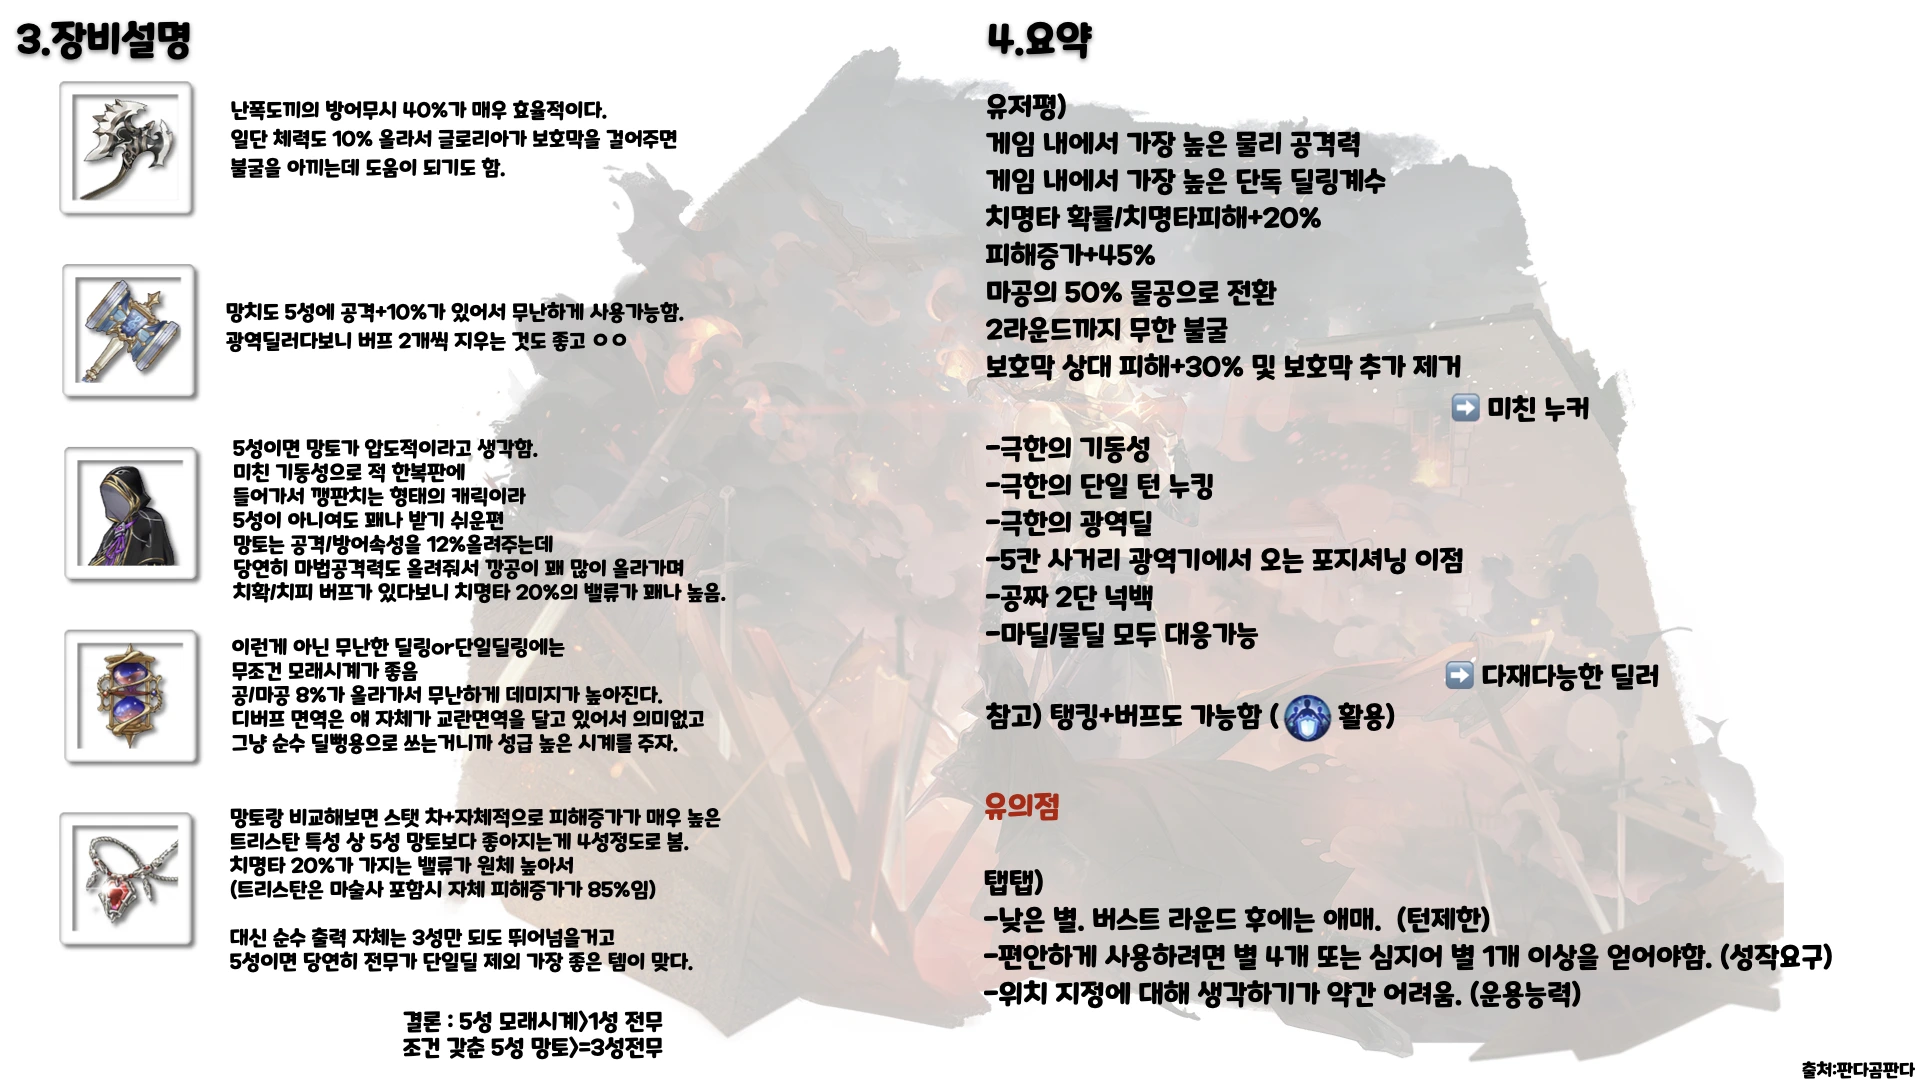 3.장비설명
난폭도끼의 방어무시 40%가 매우 효율적이다.
일단 체력도 10% 올라서 글로리아가 보호막을 걸어주면
불굴을 아끼는데 도움이 되기도 함.
망치도 5성에 공격+10%가 있어서 무난하게 사용가능함.
광역딜러다보니 버프 2개씩 지우는 것도 좋고 ㅇㅇ
5성이면 망토가 압도적이라고 생각함.
미친 기동성으로 적 한복판에
들어가서 깽판치는 형태의 캐릭이라
5성이 아니여도 꽤나 받기 쉬운편
망토는 공격/방어속성을 12%올려주는데
당연히 마법공격력도 올려줘서 깡공이 꽤 많이 올라가며
치확/치피 버프가 있다보니 치명타 20%의 밸류가 꽤나 높음.
이런게 아닌 무난한 딜링or단일딜링에는
무조건 모래시계가 좋음
공/마공 8%가 올라가서 무난하게 데미지가 높아진다.
디버프 면역은 얘 자체가 교란면역을 달고 있어서 의미없고
그냥 순수 딜뻥용으로 쓰는거니까 성급 높은 시계를 주자.
망토랑 비교해보면 스탯 차+자체적으로 피해증가가 매우 높은
트리스탄 특성 상 5성 망토보다 좋아지는게 4성정도로 봄.
치명타 20%가 가지는 밸류가 원체 높아서
(트리스탄은 마술사 포함시 자체 피해증가가 85%임)
대신 순수 출력 자체는 3성만 되도 뛰어넘을거고
5성이면 당연히 전무가 단일딜 제외 가장 좋은 템이 맞다.
결론 : 5성 모래시계>1성 전무
조건 갖춘 5성 망토>=3성전무
4.요약
유저평)
게임 내에서 가장 높은 물리 공격력
게임 내에서 가장 높은 단독 딜링계수
치명타 확률/치명타피해+20%
피해증가+45%
마공의 50% 물공으로 전환
2라운드까지 무한 불굴
보호막 상대 피해+30% 및 보호막 추가 제거
➡ 미친 누커
-극한의 기동성
-극한의 단일 턴 누킹
-극한의 광역딜
-5칸 사거리 광역기에서 오는 포지셔닝 이점
-공짜 2단 넉백
-마딜/물딜 모두 대응가능
➡ 다재다능한 딜러
참고) 탱킹+버프도 가능함 ( 활용)
유의점
탭탭)
-낮은 별. 버스트 라운드 후에는 애매. (턴제한)
-편안하게 사용하려면 별 4개 또는 심지어 별 1개 이상을 얻어야함. (성작요구)
-위치 지정에 대해 생각하기가 약간 어려움. (운용능력)
출처:판다곰판다